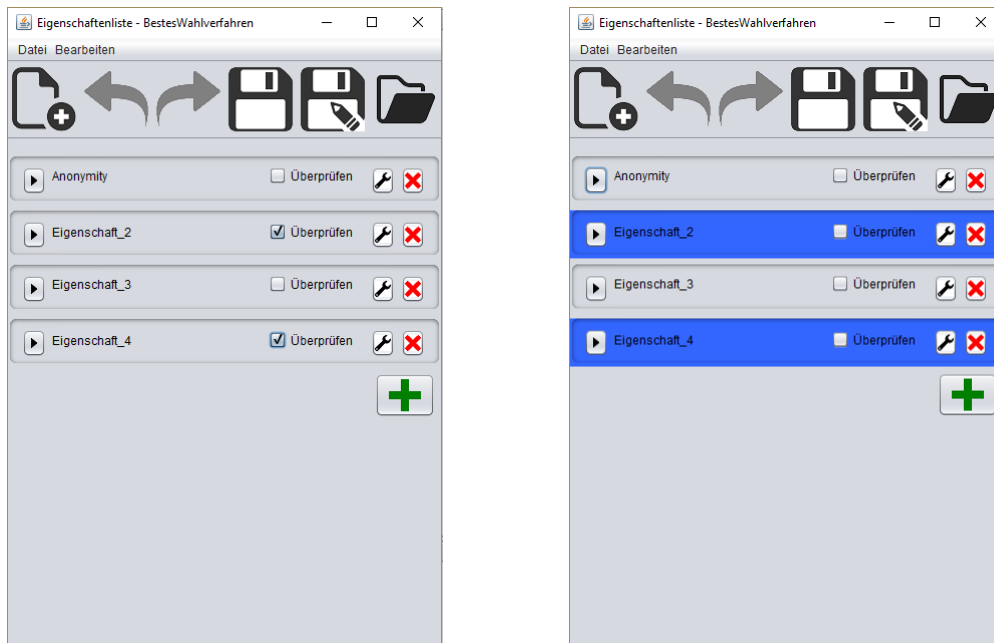 Eigenschaftenliste - BestesWahlverfahren
Datei Bearbeiten
Anonymity Überprüfen
Eigenschaft_2 Überprüfen
Eigenschaft_3 Überprüfen
Eigenschaft_4 Überprüfen
Eigenschaftenliste - BestesWahlverfahren
Datei Bearbeiten
Anonymity Überprüfen
Eigenschaft_2 Überprüfen
Eigenschaft_3 Überprüfen
Eigenschaft_4 Überprüfen